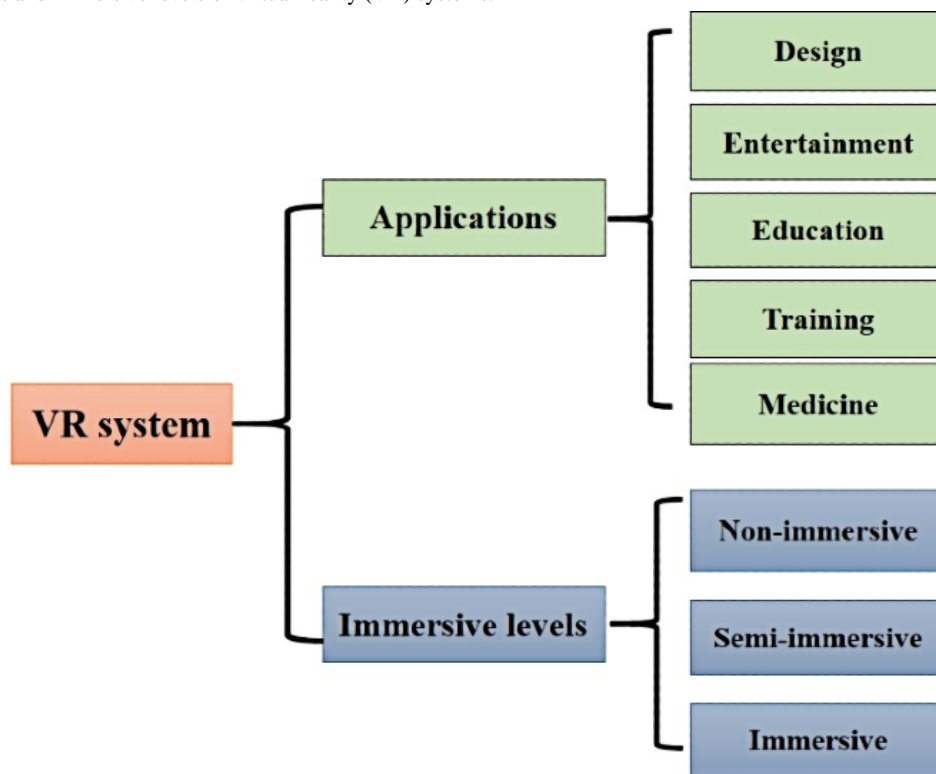 VR system
Applications
Design
Entertainment
Education
Training
Medicine
Immersive levels
Non-immersive
Semi-immersive
Immersive